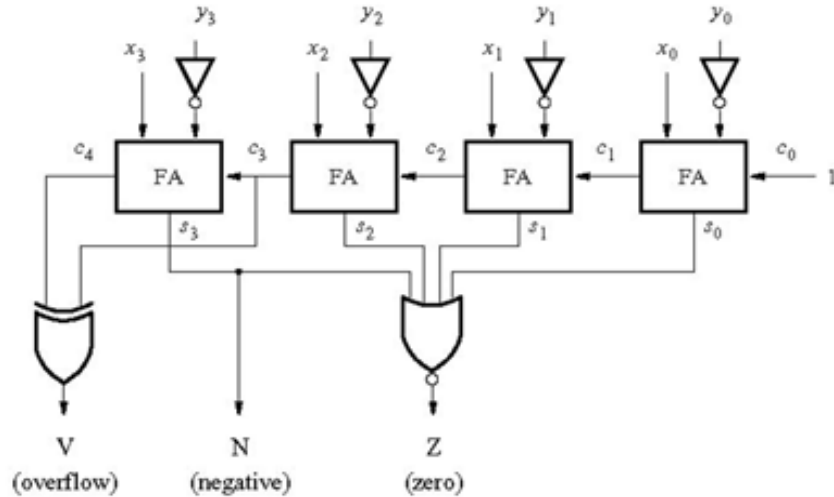 y3 y2 y1 y0
x3 x2 x1 x0
c4 c3 c2 c1 c0
FA FA FA FA 1
s3 s2 s1 s0
V N Z
(overflow) (negative) (zero)